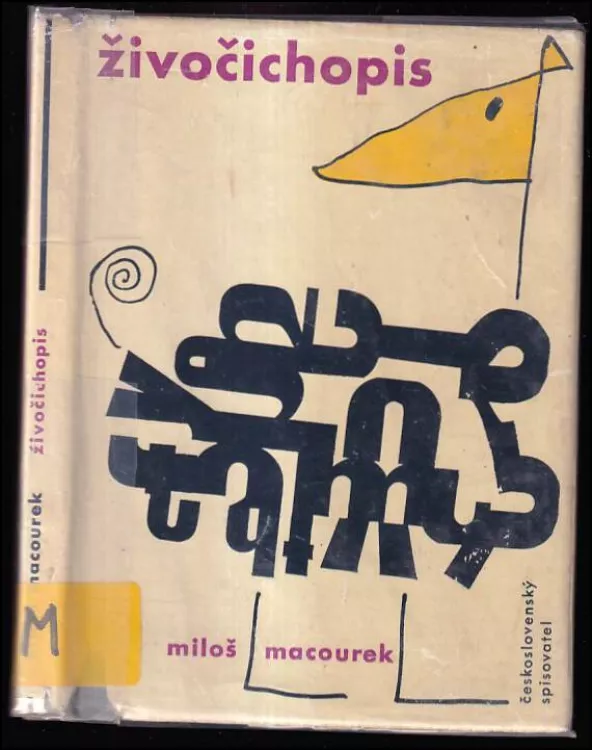 živočichopis
živočichopis
macourek
M
miloš macourek
československý
spisovatel